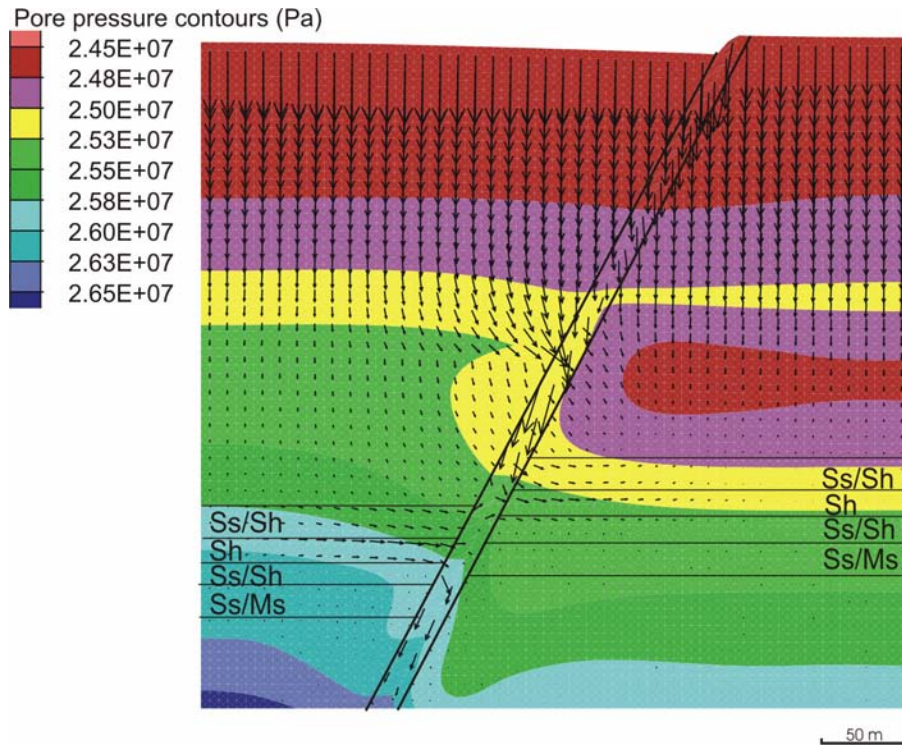 Pore pressure contours (Pa)
2.45E+07
2.48E+07
2.50E+07
2.53E+07
2.55E+07
2.58E+07
2.60E+07
2.63E+07
2.65E+07
Ss/Sh
Sh
Ss/Sh
Ss/Ms
Ss/Sh
Sh
Ss/Sh
Ss/Ms
50 m